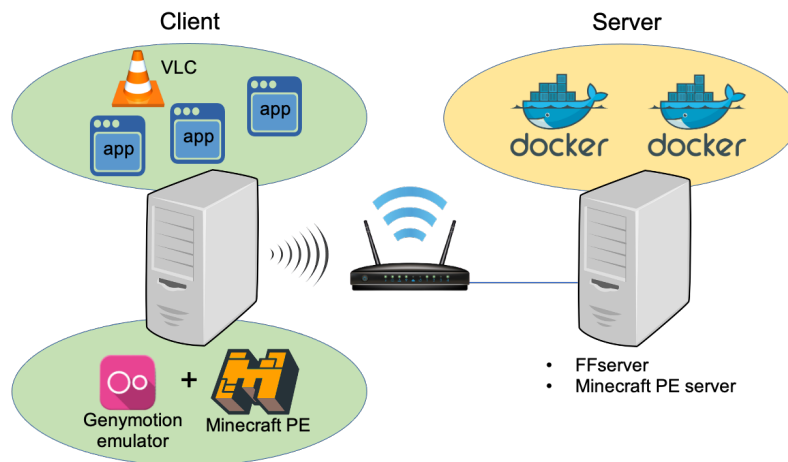 Client
Server
VLC
app
app
app
docker
docker
FFserver
Minecraft PE server
Genymotion
emulator
+
Minecraft PE